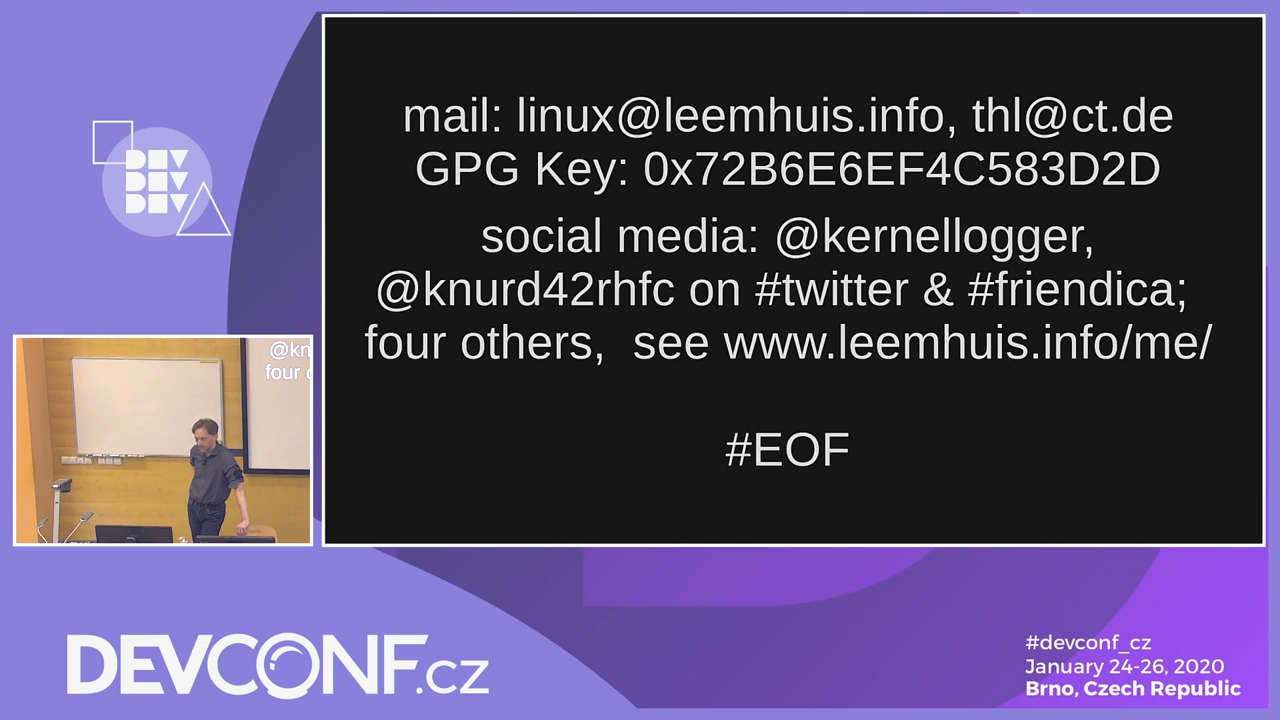 mail: linux@leemhuis.info, thl@ct.de
GPG Key: 0x72B6E6EF4C583D2D
social media: @kernellogger,
@knurd42rhfc on #twitter & #friendica;
four others,  see www.leemhuis.info/me/
#EOF
DEV
DEV
DEV
@kn
four
DEVCONF.cz
#devconf_cz
January 24-26, 2020
Brno, Czech Republic